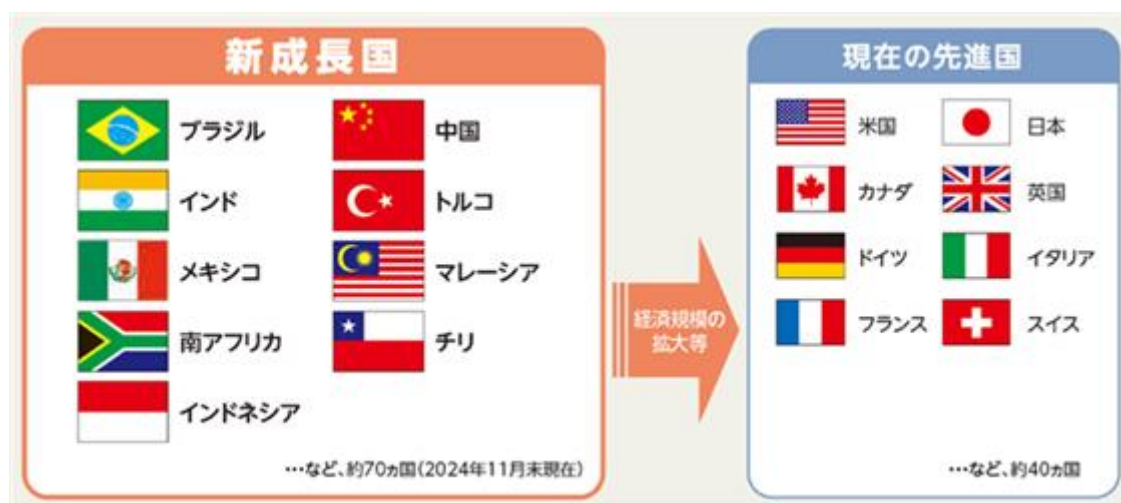 新成長国
ブラジル
中国
インド
トルコ
メキシコ
マレーシア
南アフリカ
チリ
インドネシア
…など、約70ヵ国(2024年11月末現在)
経済規模の
拡大等
現在の先進国
米国
日本
カナダ
英国
ドイツ
イタリア
フランス
スイス
…など、約40ヵ国